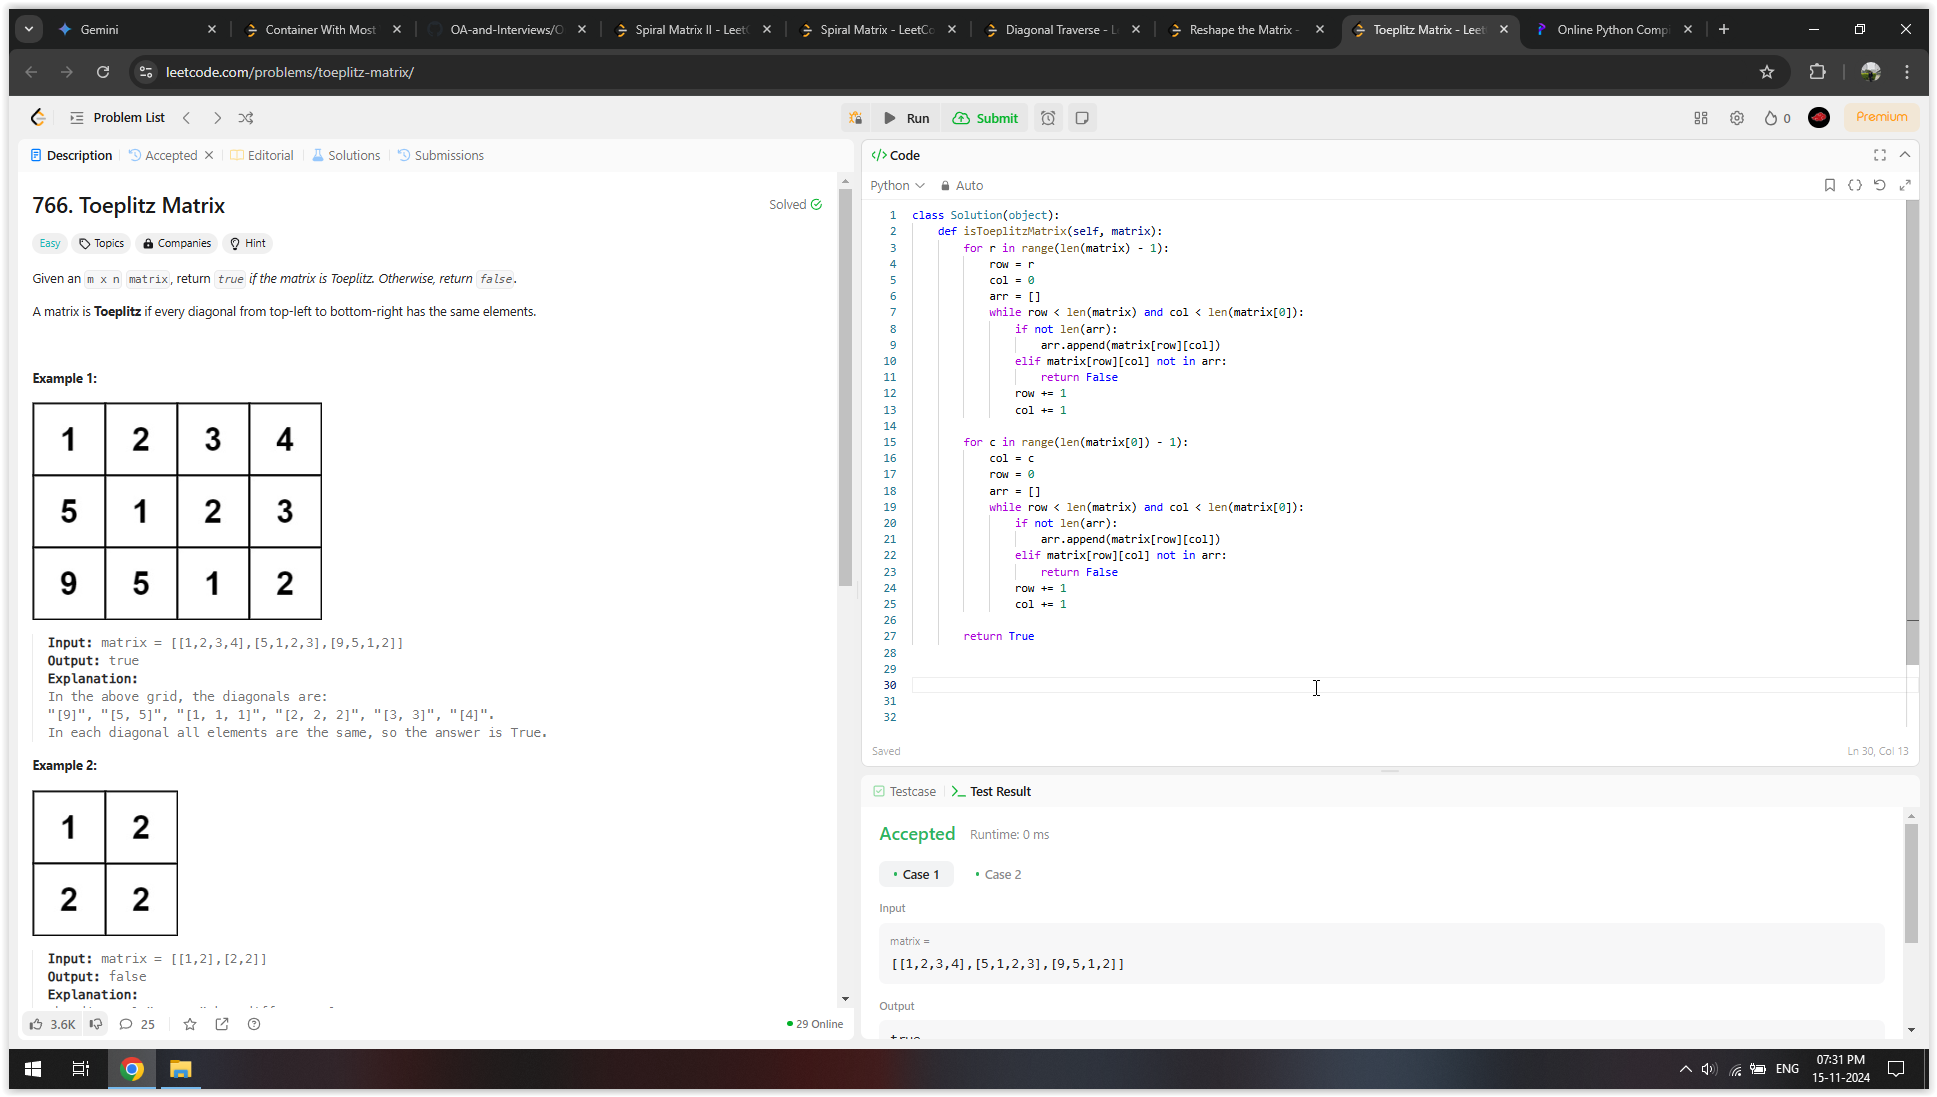 Gemini
Container With Most
OA-and-Interviews/O
Spiral Matrix II - Leet
Spiral Matrix - LeetCo
Diagonal Traverse - L
Reshape the Matrix -
Toeplitz Matrix - Leet
Online Python Comp
leetcode.com/problems/toeplitz-matrix/
Problem List
Run
Submit
0
Premium
Description
Accepted
Editorial
Solutions
Submissions
766. Toeplitz Matrix
Solved
Easy
Topics
Companies
Hint
Given an m x n matrix, return true if the matrix is Toeplitz. Otherwise, return false.
A matrix is Toeplitz if every diagonal from top-left to bottom-right has the same elements.
Example 1:
1 2 3 4
5 1 2 3
9 5 1 2
Input: matrix = [[1,2,3,4],[5,1,2,3],[9,5,1,2]]
Output: true
Explanation:
In the above grid, the diagonals are:
"[9]", "[5, 5]", "[1, 1, 1]", "[2, 2, 2]", "[3, 3]", "[4]".
In each diagonal all elements are the same, so the answer is True.
Example 2:
1 2
2 2
Input: matrix = [[1,2],[2,2]]
Output: false
Explanation:
3.6K
25
29 Online
</> Code
Python
Auto
1 class Solution(object):
2     def isToeplitzMatrix(self, matrix):
3         for r in range(len(matrix) - 1):
4             row = r
5             col = 0
6             arr = []
7             while row < len(matrix) and col < len(matrix[0]):
8                 if not len(arr):
9                     arr.append(matrix[row][col])
10                 elif matrix[row][col] not in arr:
11                     return False
12                 row += 1
13                 col += 1
14
15         for c in range(len(matrix[0]) - 1):
16             col = c
17             row = 0
18             arr = []
19             while row < len(matrix) and col < len(matrix[0]):
20                 if not len(arr):
21                     arr.append(matrix[row][col])
22                 elif matrix[row][col] not in arr:
23                     return False
24                 row += 1
25                 col += 1
26
27         return True
28
29
30
31
32
Saved
Ln 30, Col 13
Testcase
Test Result
Accepted
Runtime: 0 ms
Case 1
Case 2
Input
matrix =
[[1,2,3,4],[5,1,2,3],[9,5,1,2]]
Output
true
ENG
07:31 PM
15-11-2024